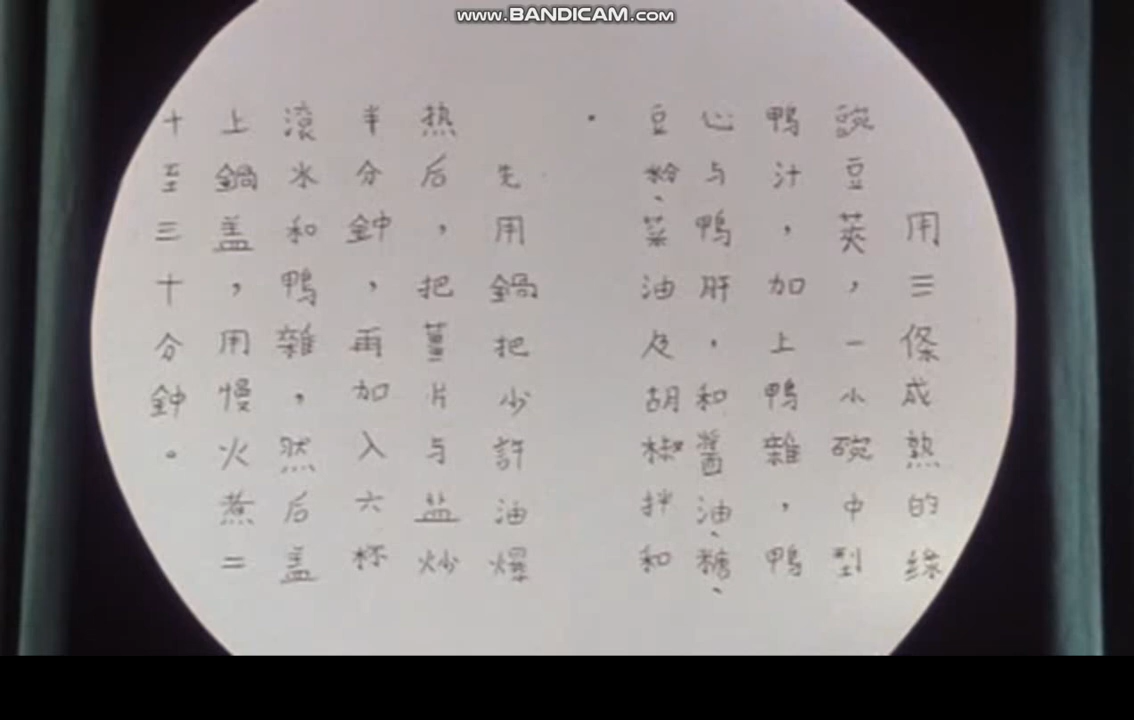 www.BANDICAM.com
用三條成熟的绿
豌豆莢，一小碗中型
鴨汁，加上鴨雜，鴨
心与鴨肝，和醬油、糖、
豆粉、菜油及胡椒拌和
。
先用鍋把少許油爆
热后，把薑片与盐炒
半分鈡，再加入六杯
滾水和鴨雜，然后盖
上鍋盖，用慢火煮二
十至三十分鈡。